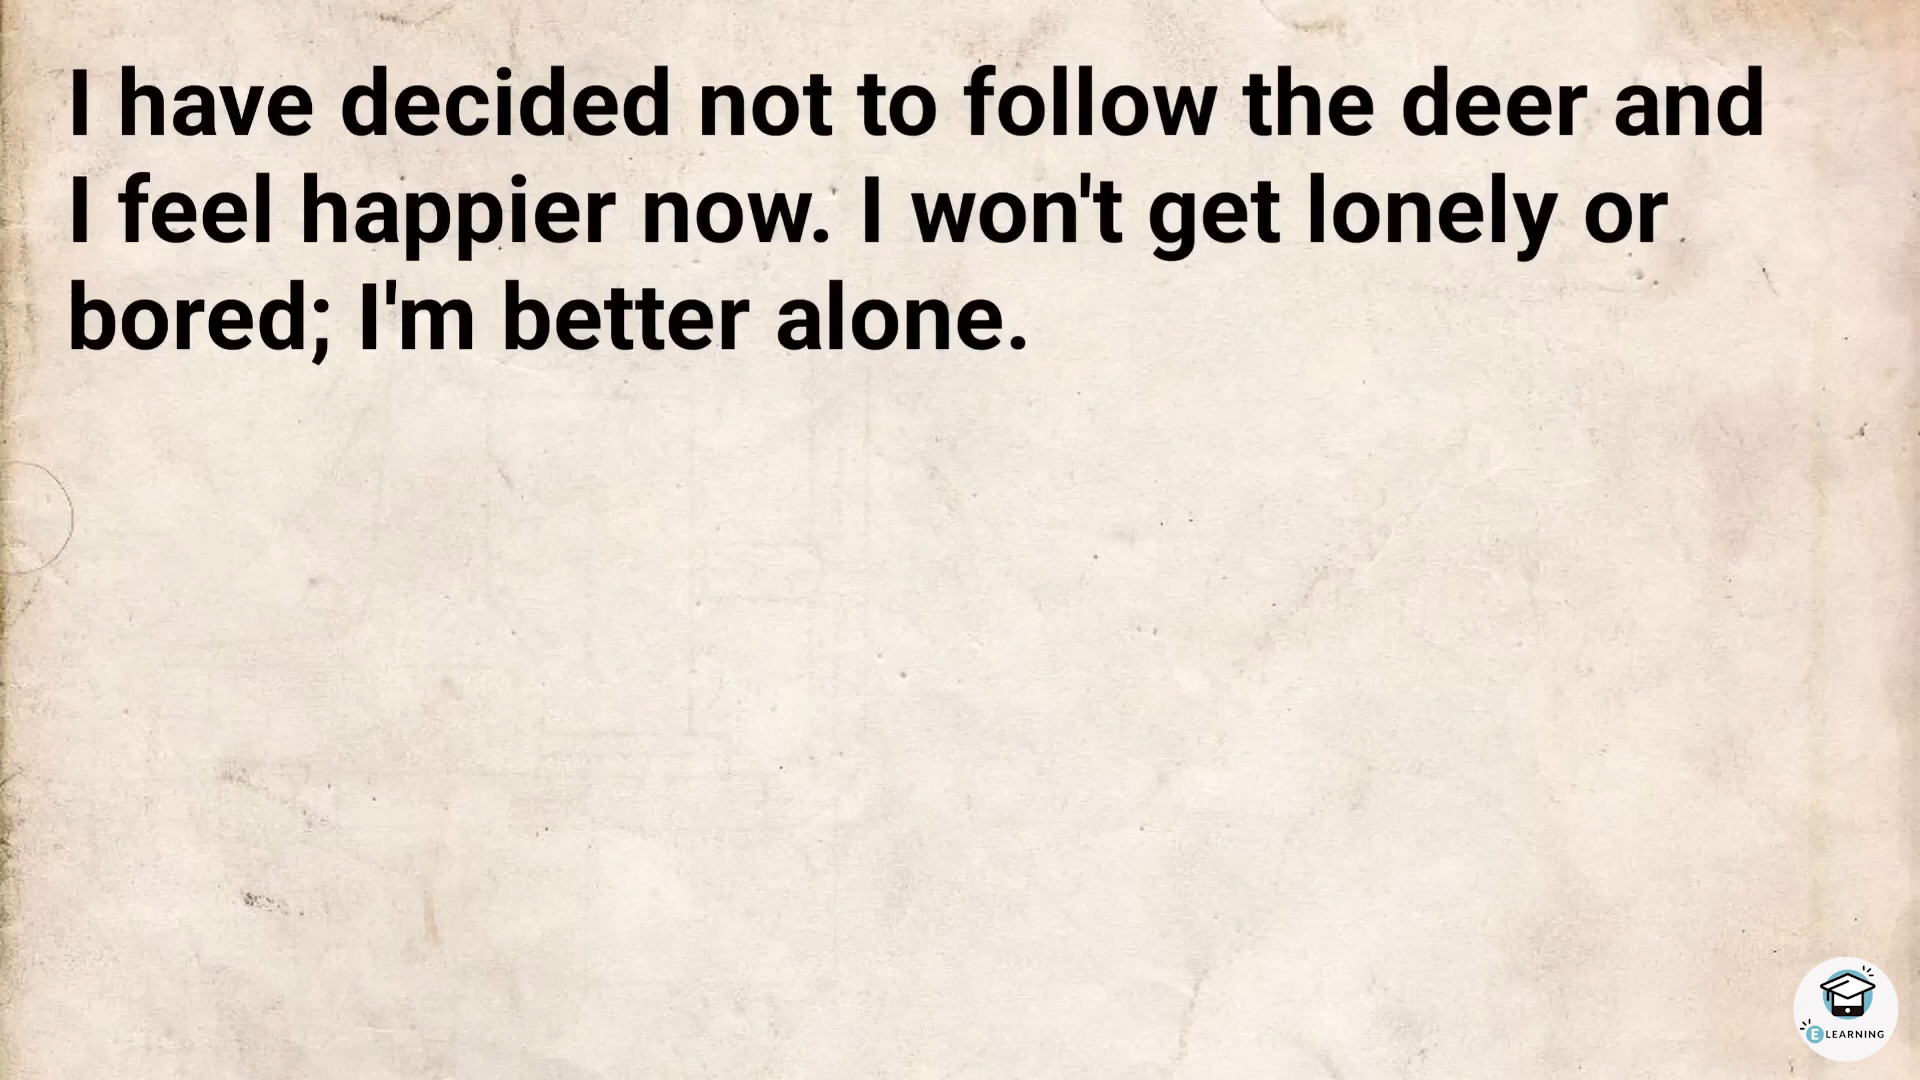 I have decided not to follow the deer and
I feel happier now. I won't get lonely or
bored; I'm better alone.
E LEARNING